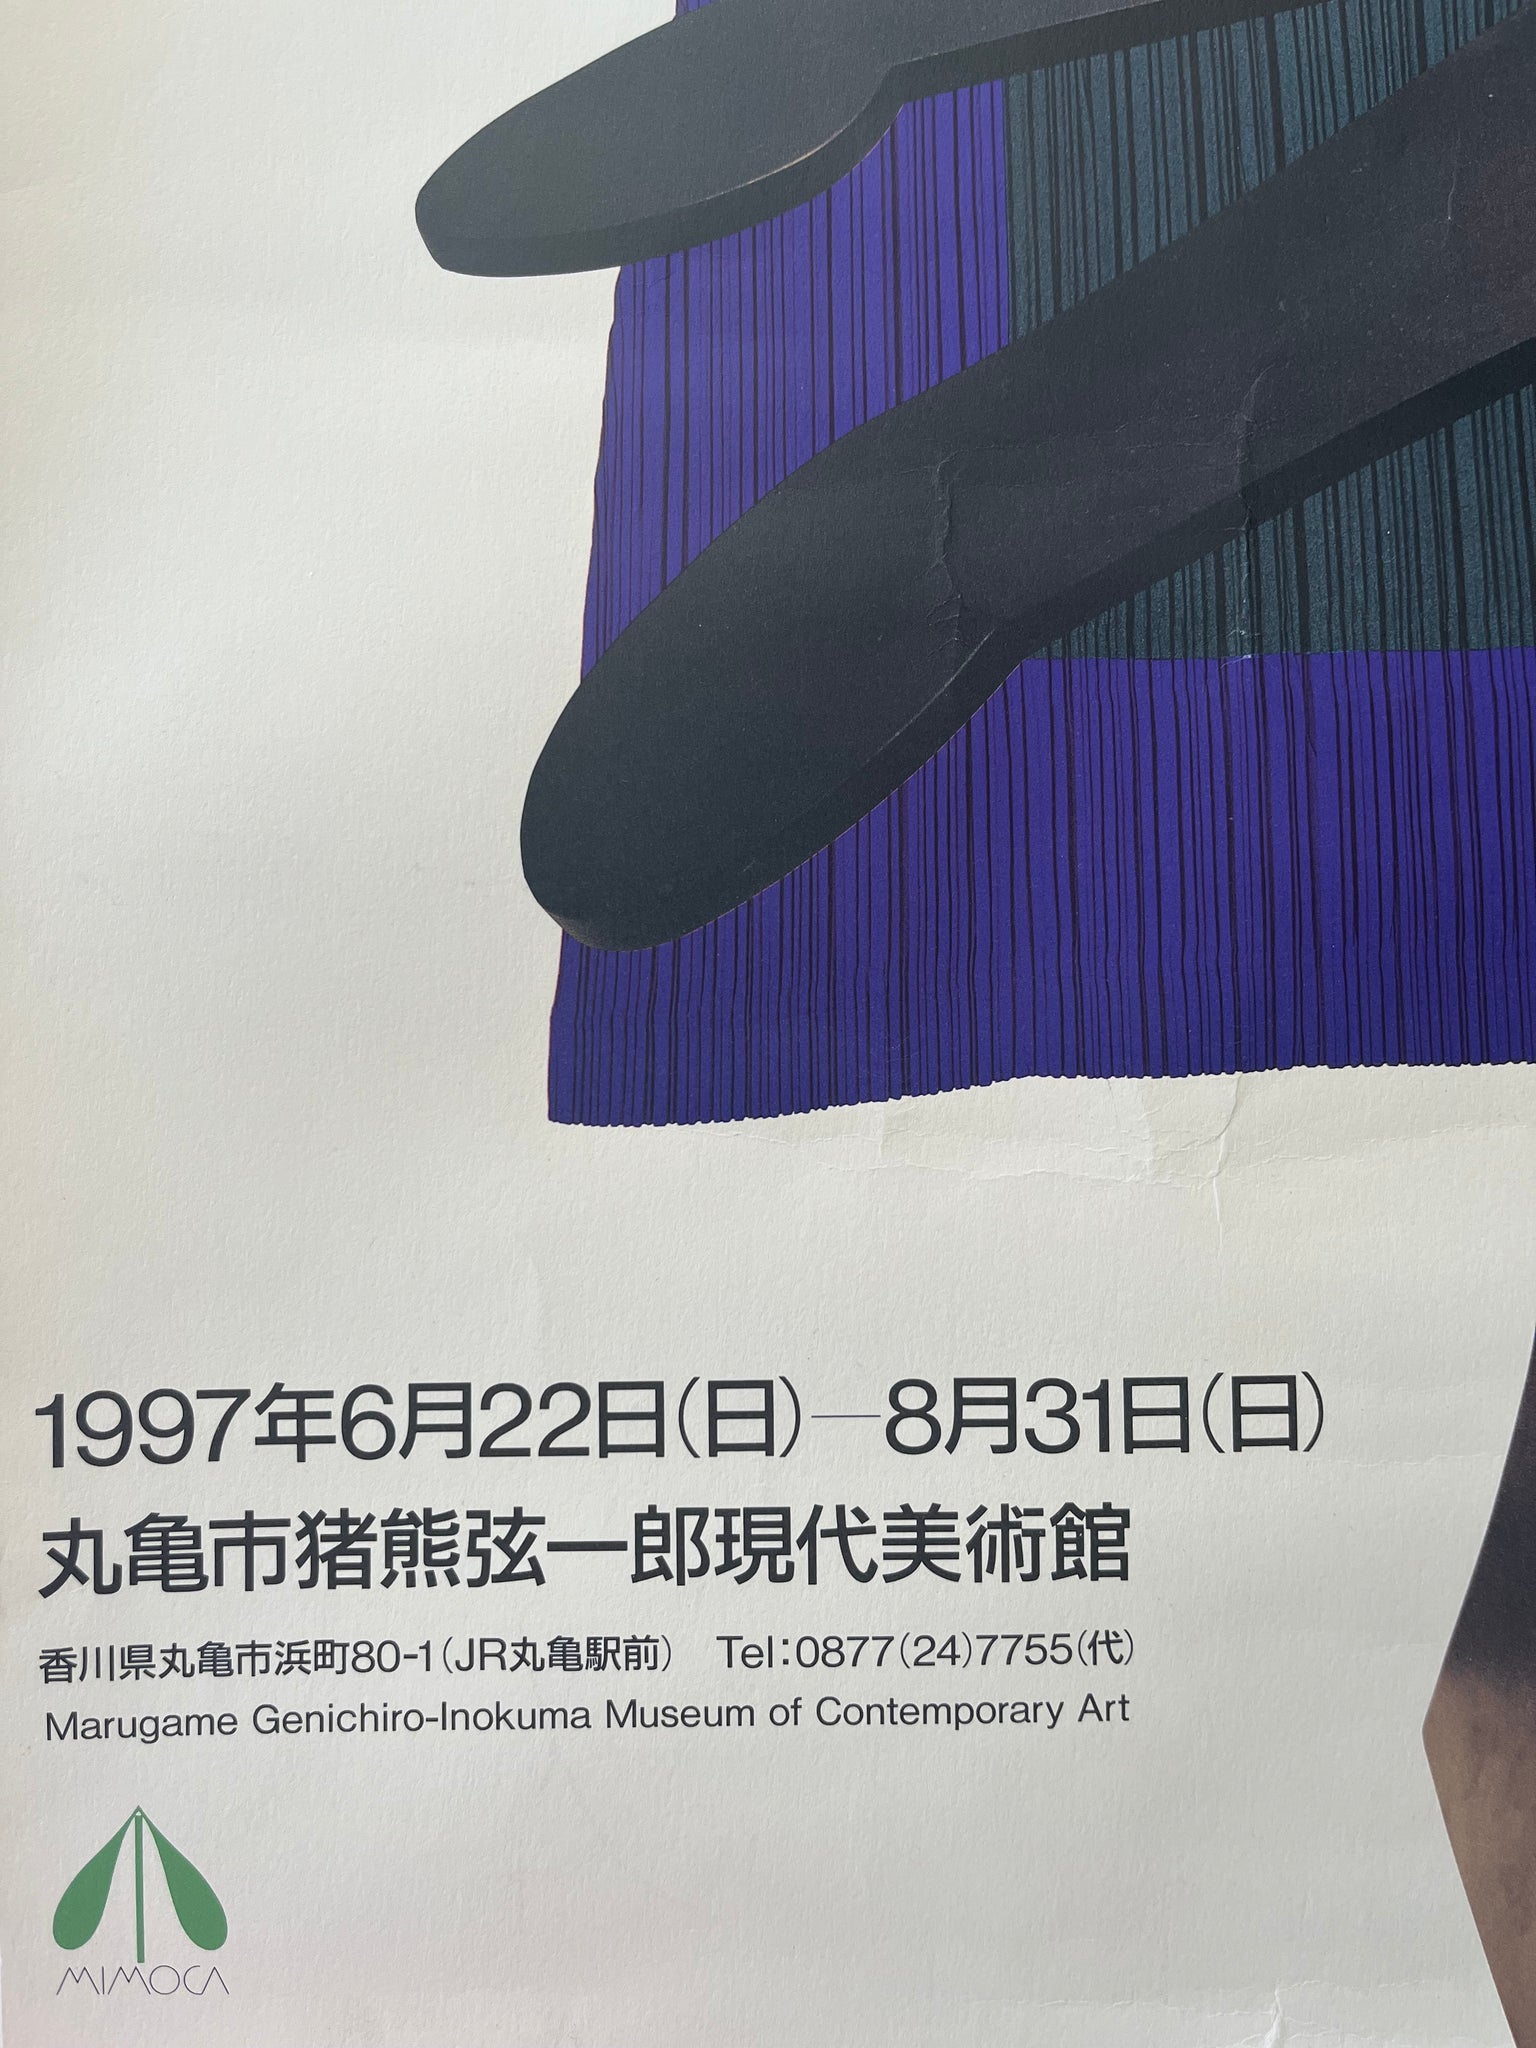 1997年6月22日(日)—8月31日(日)
丸亀市猪熊弦一郎現代美術館
香川県丸亀市浜町80-1(JR丸亀駅前) Tel:0877(24)7755(代)
Marugame Genichiro-Inokuma Museum of Contemporary Art
MIMOCA